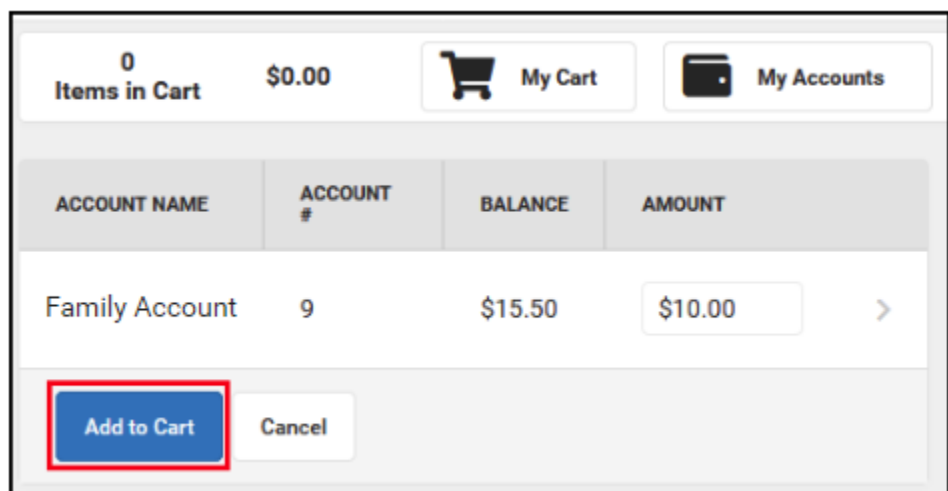 0
Items in Cart
$0.00
My Cart
My Accounts
ACCOUNT NAME
ACCOUNT
#
BALANCE
AMOUNT
Family Account
9
$15.50
$10.00
Add to Cart
Cancel